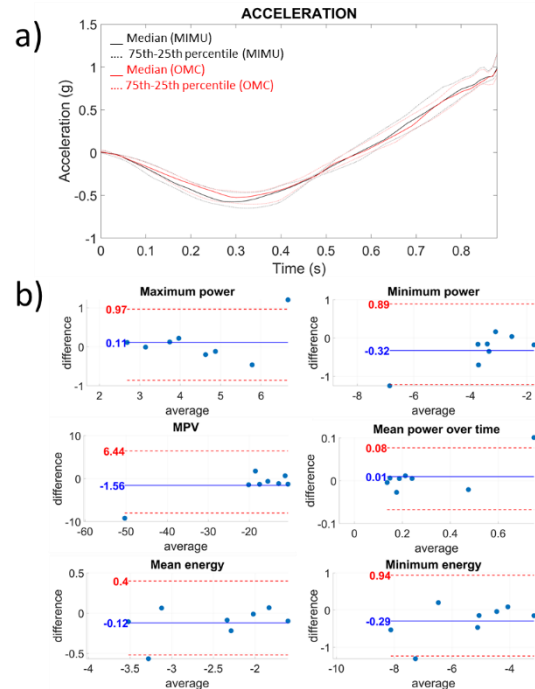 a)
ACCELERATION
Median (MIMU)
75th-25th percentile (MIMU)
Median (OMC)
75th-25th percentile (OMC)
Acceleration (g)
1.5
1
0.5
0
-0.5
-1
0 0.1 0.2 0.3 0.4 0.5 0.6 0.7 0.8
Time (s)
b)
Maximum power
difference
1
0
-1
0.97
0.11
2 3 4 5 6
average
Minimum power
difference
1
0
-1
0.89
-0.32
-8 -6 -4 -2
average
MPV
difference
10
0
-10
6.44
-1.56
-50 -40 -30 -20
average
Mean power over time
difference
0.1
0
-0.1
0.08
0.01
0 0.2 0.4 0.6
average
Mean energy
difference
0.5
0
-0.5
0.4
-0.12
-4 -3.5 -3 -2.5 -2
average
Minimum energy
difference
1
0
-1
0.94
-0.29
-10 -8 -6 -4
average